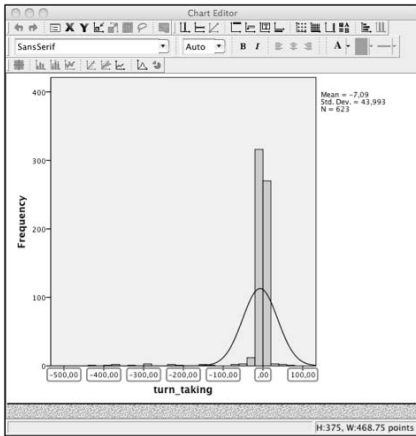 Chart Editor
X Y
SansSerif Auto B I A
Mean = -7,09
Std. Dev. = 43,993
N = 623
400
300
200
100
0
Frequency
-500,00 -400,00 -300,00 -200,00 -100,00 ,00 100,00
turn_taking
H:375, W:468.75 points